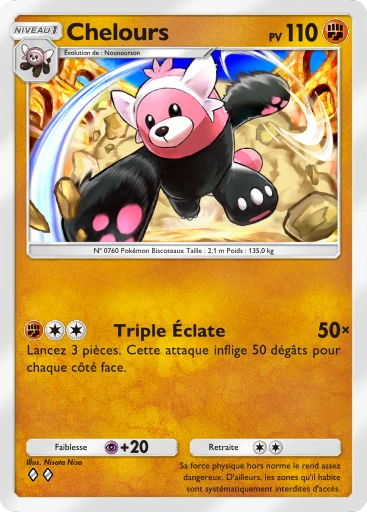 NIVEAU 1
Chelours
PV 110
Évolution de : Nounourson
N° 0760 Pokémon Biscoteaux Taille : 2,1 m Poids : 135,0 kg
Triple Éclate 50×
Lancez 3 pièces. Cette attaque inflige 50 dégâts pour
chaque côté face.
Faiblesse +20
Retraite
Illus. Nisota Niso
Sa force physique hors norme le rend assez
dangereux. D'ailleurs, les zones qu'il habite
sont systématiquement interdites d'accès.